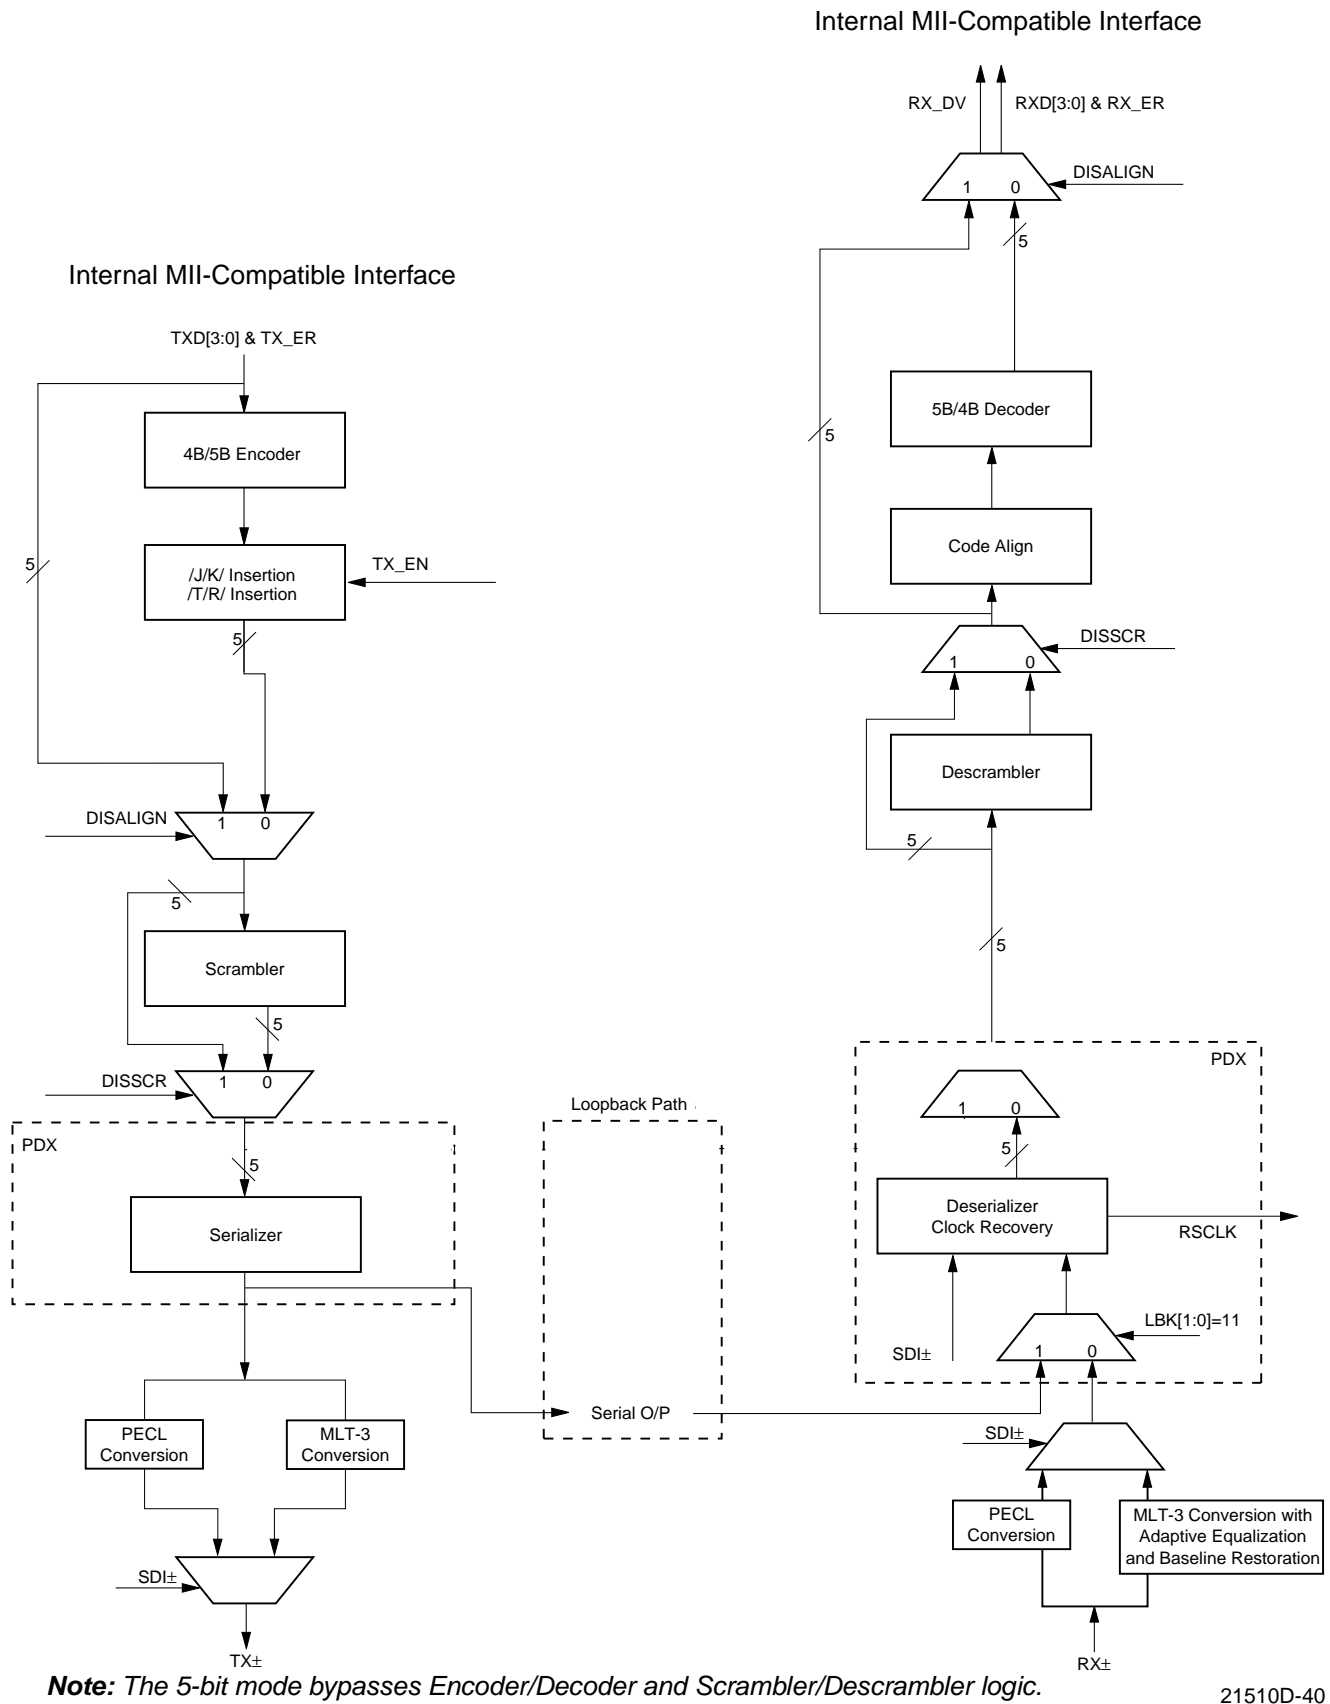 Internal MII-Compatible Interface
RX_DV
RXD[3:0] & RX_ER
DISALIGN
1 0
5
5B/4B Decoder
5
Code Align
DISSCR
1 0
Descrambler
5
5
PDX
1 0
5
Deserializer
Clock Recovery
RSCLK
LBK[1:0]=11
SDI±
1 0
SDI±
PECL
Conversion
MLT-3 Conversion with
Adaptive Equalization
and Baseline Restoration
RX±
Internal MII-Compatible Interface
TXD[3:0] & TX_ER
4B/5B Encoder
5
/J/K/ Insertion
/T/R/ Insertion
TX_EN
5
DISALIGN
1 0
5
Scrambler
5
DISSCR
1 0
PDX
5
Serializer
Loopback Path
Serial O/P
PECL
Conversion
MLT-3
Conversion
SDI±
TX±
Note: The 5-bit mode bypasses Encoder/Decoder and Scrambler/Descrambler logic.
21510D-40